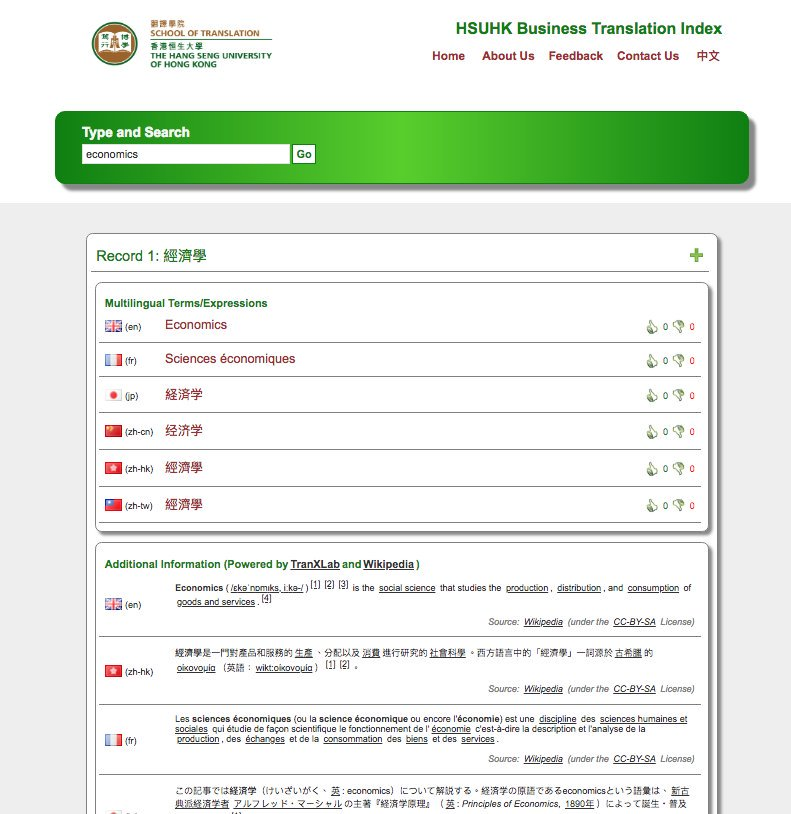 翻譯學院
SCHOOL OF TRANSLATION
香港恒生大學
THE HANG SENG UNIVERSITY
OF HONG KONG
HSUHK Business Translation Index
Home About Us Feedback Contact Us 中文
Type and Search
economics Go
Record 1: 經濟學
Multilingual Terms/Expressions
(en) Economics 0 0
(fr) Sciences économiques 0 0
(jp) 経済学 0 0
(zh-cn) 经济学 0 0
(zh-hk) 經濟學 0 0
(zh-tw) 經濟學 0 0
Additional Information (Powered by TranXLab and Wikipedia )
Economics ( /ɛkəˈnɒmɪks, iːkə-/ ) [1] [2] [3] is the social science that studies the production , distribution , and consumption of
(en) goods and services . [4]
Source: Wikipedia (under the CC-BY-SA License)
經濟學是一門對產品和服務的 生產 、分配以及 消費 進行研究的 社會科學 。西方語言中的「經濟學」一詞源於 古希臘 的
(zh-hk) οἰκονομία （英語： wikt:οἰκονομία ） [1] [2] 。
Source: Wikipedia (under the CC-BY-SA License)
Les sciences économiques (ou la science économique ou encore l'économie) est une discipline des sciences humaines et
(fr) sociales qui étudie de façon scientifique le fonctionnement de l' économie c'est-à-dire la description et l'analyse de la
production , des échanges et de la consommation des biens et des services .
Source: Wikipedia (under the CC-BY-SA License)
この記事では経済学（けいざいがく、 英 : economics）について解説する。経済学の原語であるeconomicsという語彙は、 新古
典派経済学者 アルフレッド・マーシャル の主著『経済学原理』（ 英 : Principles of Economics, 1890年 ）によって誕生・普及